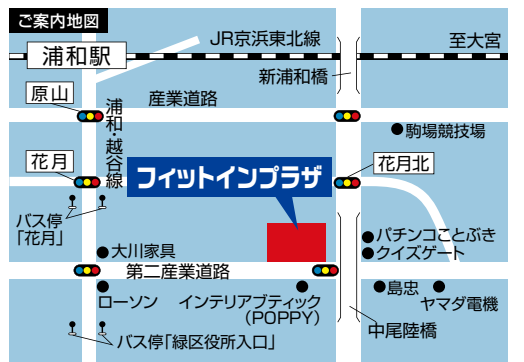 ご案内地図
JR京浜東北線
至大宮
浦和駅
新浦和橋
原山
産業道路
浦和・越谷線
駒場競技場
花月
フィットインプラザ
花月北
バス停
「花月」
大川家具
パチンコことぶき
クイズゲート
第二産業道路
ローソン
インテリアブティック
(POPPY)
島忠
ヤマダ電機
中尾陸橋
バス停「緑区役所入口」